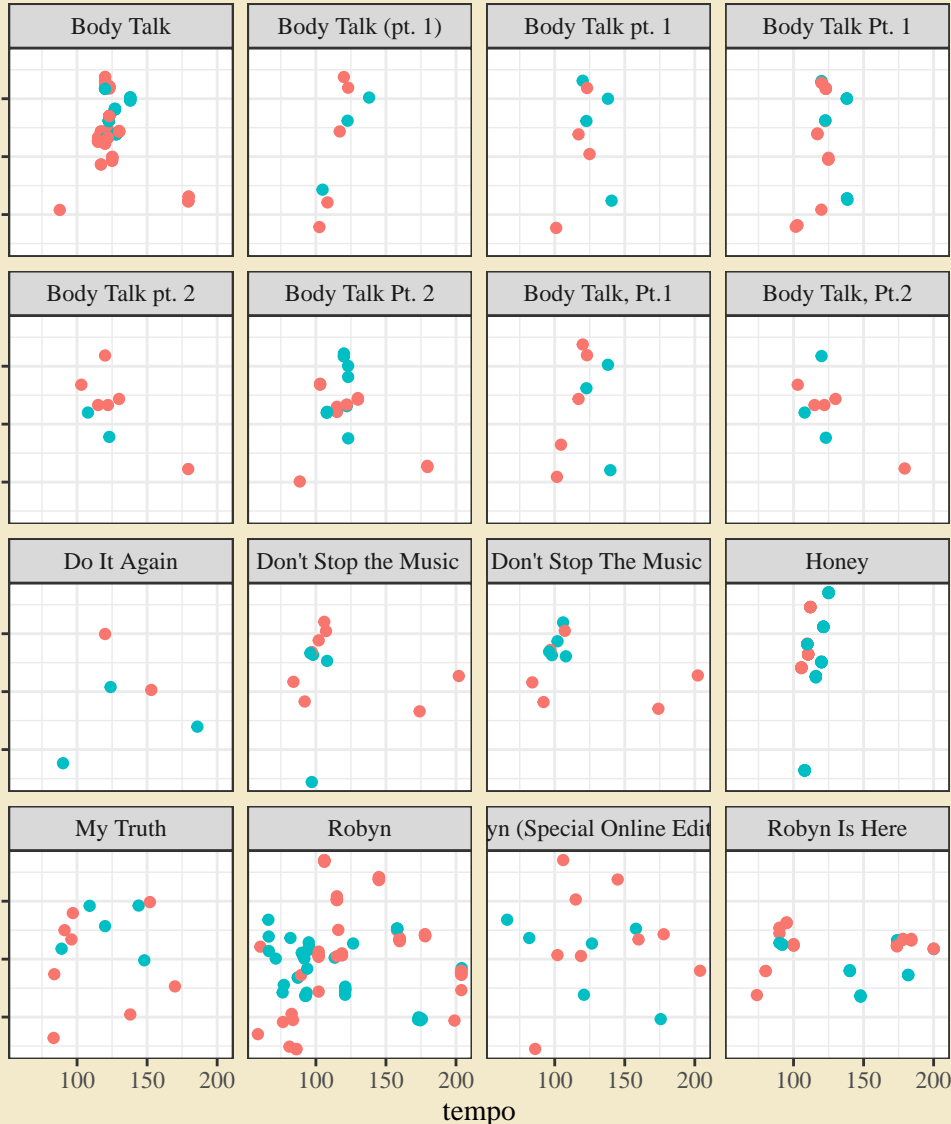 Body Talk
Body Talk (pt. 1)
Body Talk pt. 1
Body Talk Pt. 1
Body Talk pt. 2
Body Talk Pt. 2
Body Talk, Pt.1
Body Talk, Pt.2
Do It Again
Don't Stop the Music
Don't Stop The Music
Honey
My Truth
Robyn
yn (Special Online Edit
Robyn Is Here
100 150 200 100 150 200 100 150 200 100 150 200
tempo